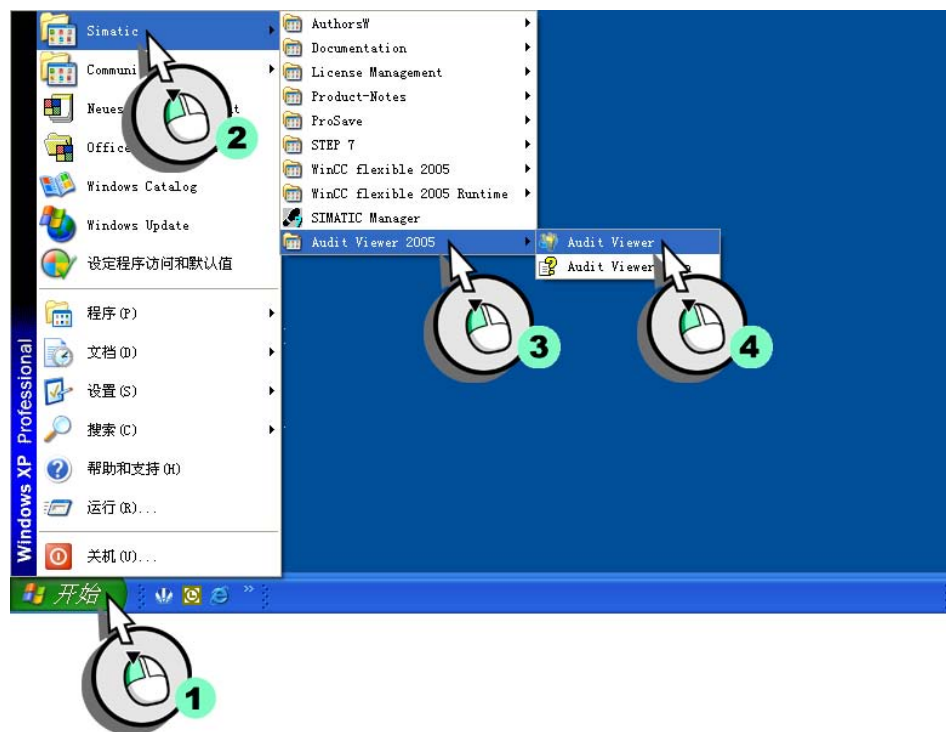 Simatic
Communi
Neues t
Office
Windows Catalog
Windows Update
设定程序访问和默认值
程序(P)
文档(D)
设置(S)
搜索(C)
帮助和支持(H)
运行(R)...
关机(U)...
Windows XP Professional
开始
AuthorsW
Documentation
License Management
Product-Notes
ProSave
STEP 7
WinCC flexible 2005
WinCC flexible 2005 Runtime
SIMATIC Manager
Audit Viewer 2005
Audit Viewer
Audit Viewer
2
3
4
1